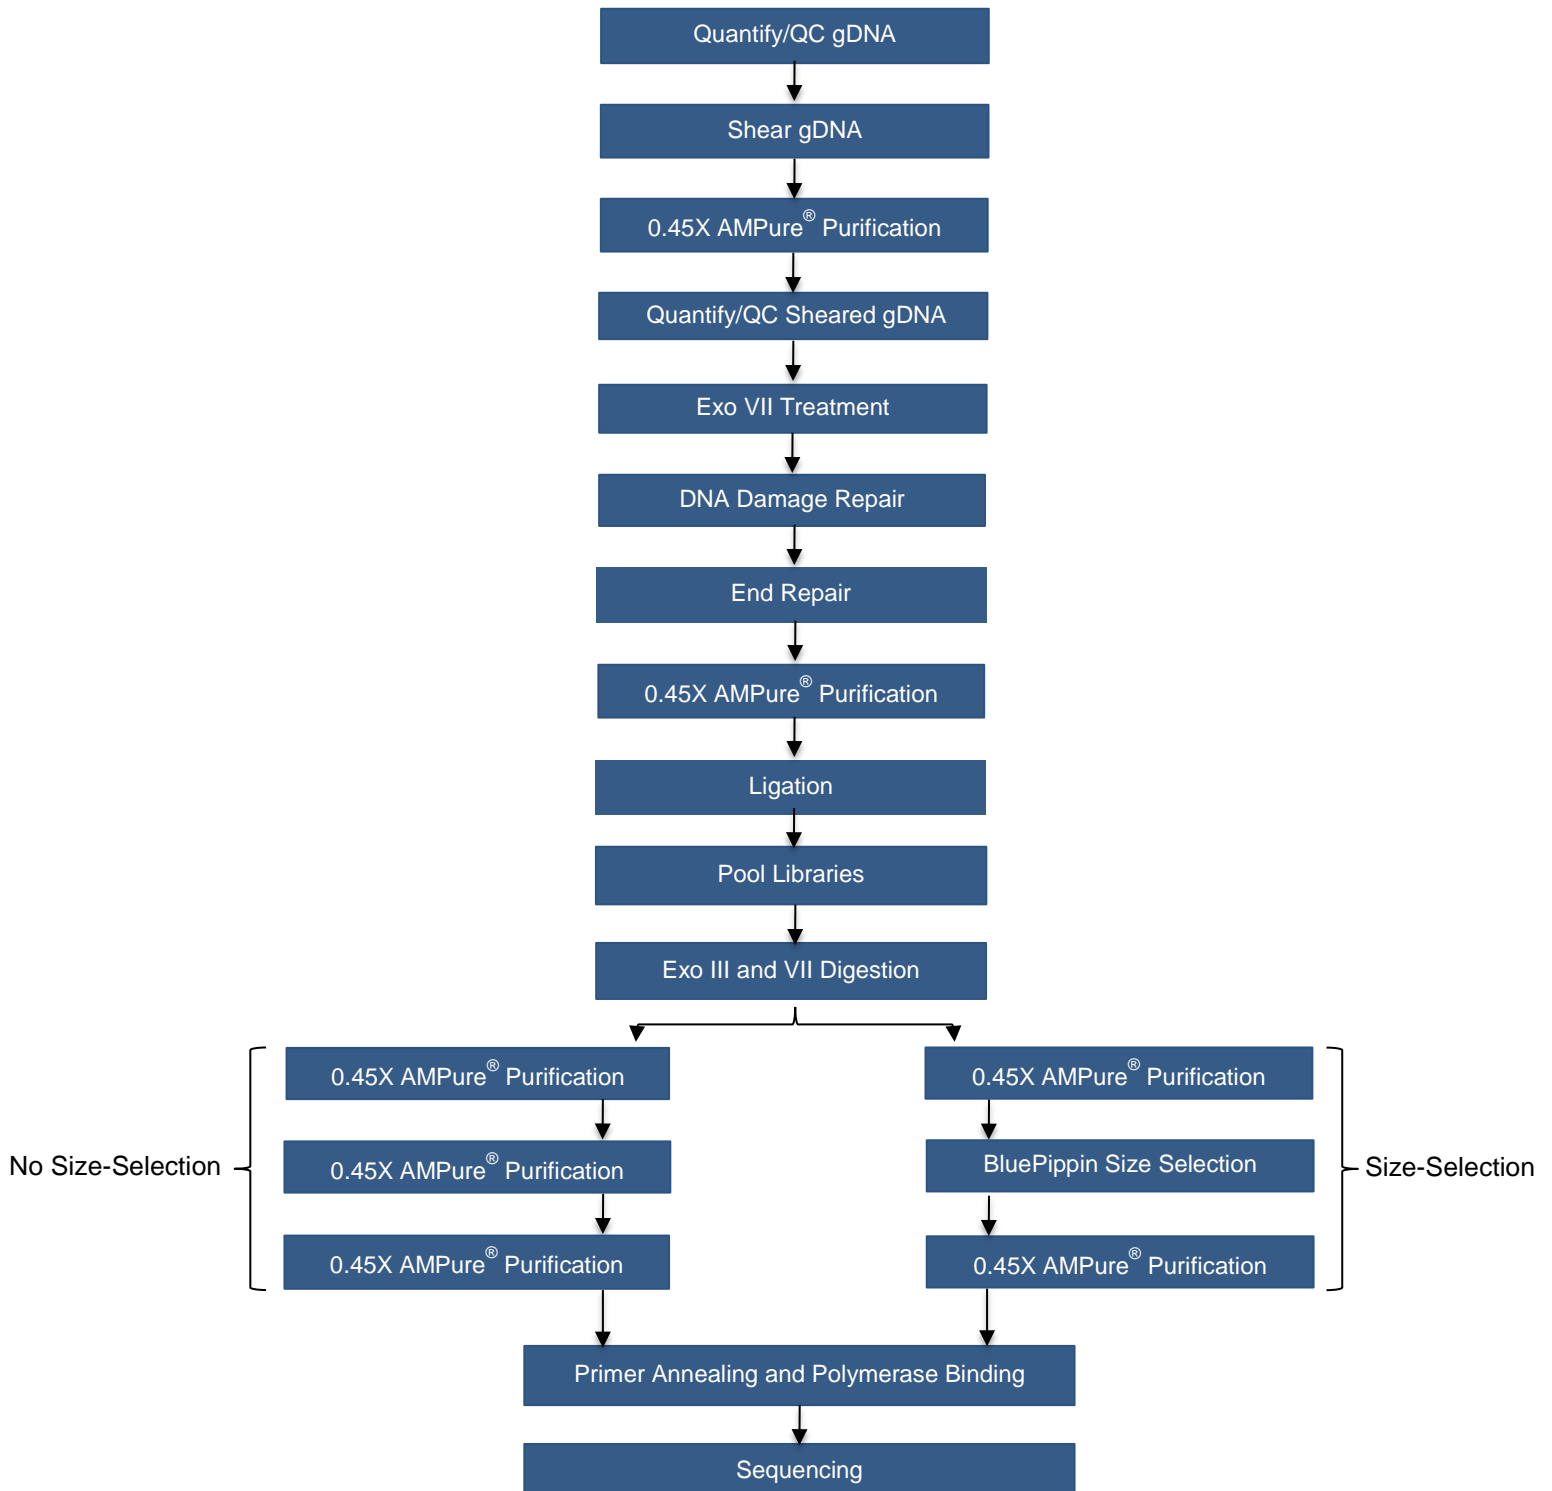 Quantify/QC gDNA
Shear gDNA
0.45X AMPure® Purification
Quantify/QC Sheared gDNA
Exo VII Treatment
DNA Damage Repair
End Repair
0.45X AMPure® Purification
Ligation
Pool Libraries
Exo III and VII Digestion
No Size-Selection
0.45X AMPure® Purification
0.45X AMPure® Purification
0.45X AMPure® Purification
0.45X AMPure® Purification
BluePippin Size Selection
0.45X AMPure® Purification
Size-Selection
Primer Annealing and Polymerase Binding
Sequencing